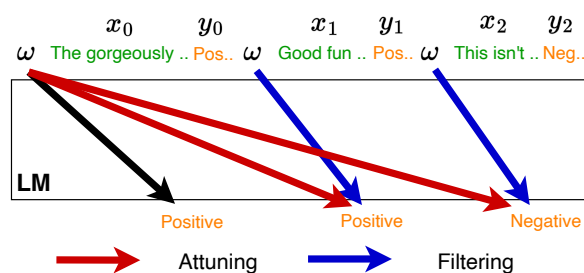 x₀ y₀ x₁ y₁ x₂ y₂
ω The gorgeously .. Pos.. ω Good fun .. Pos.. ω This isn't .. Neg..
LM
Positive Positive Negative
Attuning Filtering